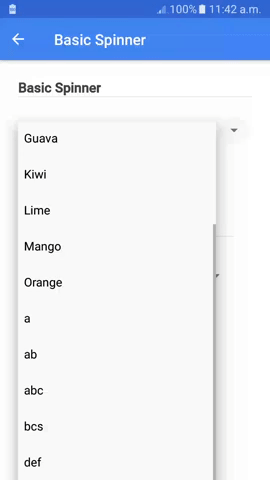 100% 11:42 a.m.
Basic Spinner
Basic Spinner
Guava
Kiwi
Lime
Mango
Orange
a
ab
abc
bcs
def